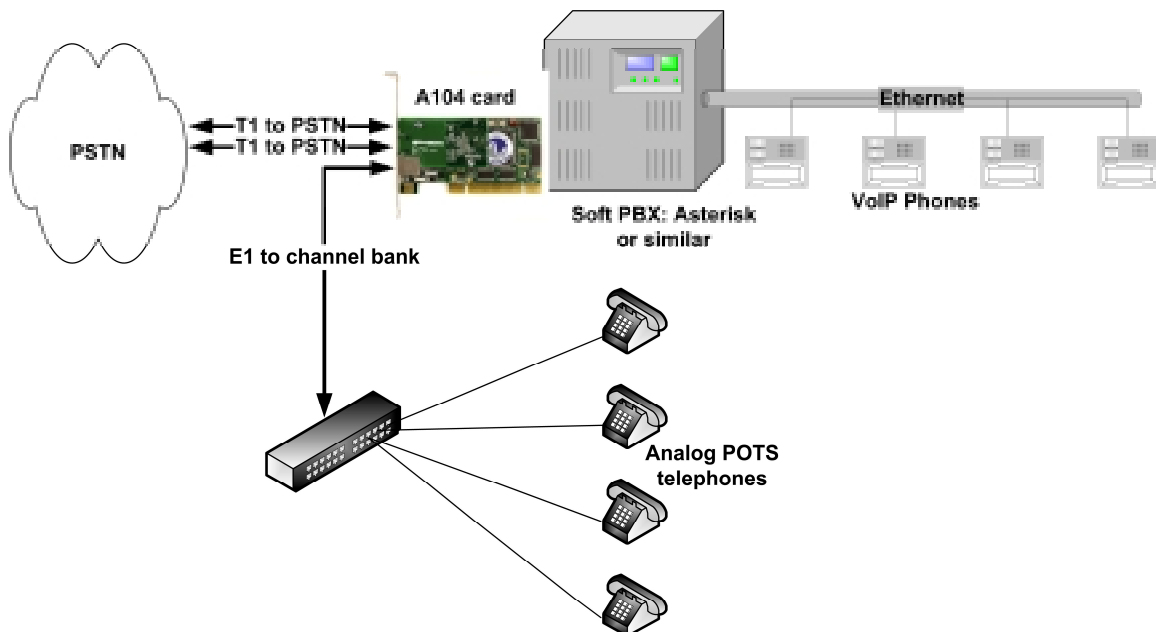 A104 card
Ethernet
T1 to PSTN
PSTN
T1 to PSTN
VoIP Phones
Soft PBX: Asterisk
or similar
E1 to channel bank
Analog POTS
telephones